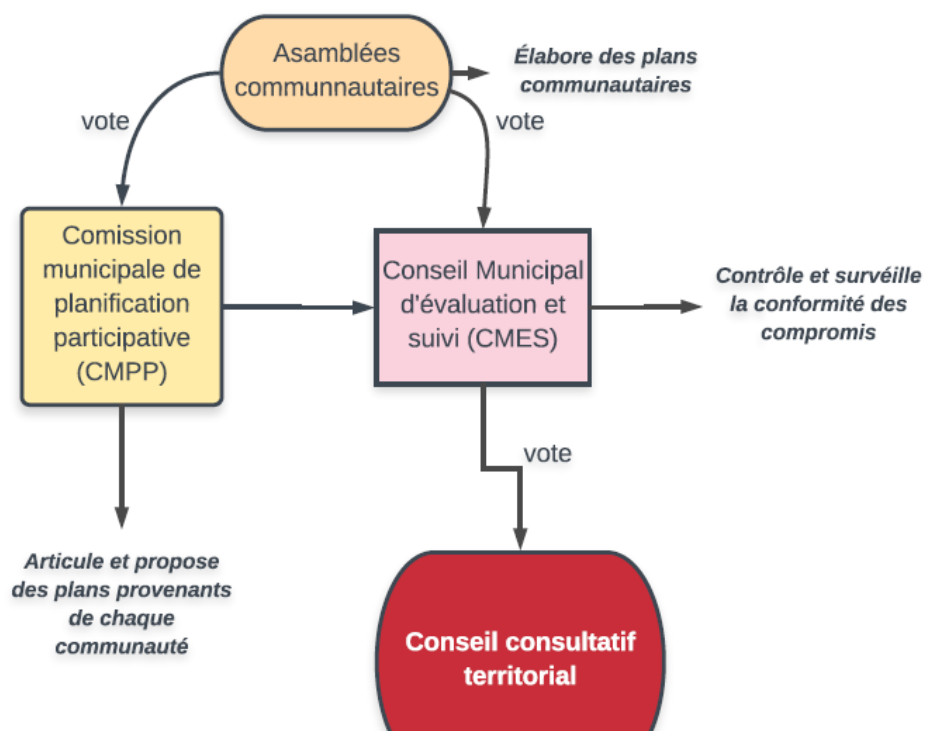 Asamblées
communnautaires
Élabore des plans
communautaires
vote
vote
Comission
municipale de
planification
participative
(CMPP)
Conseil Municipal
d'évaluation et
suivi (CMES)
Contrôle et survéille
la conformité des
compromis
vote
Articule et propose
des plans provenants
de chaque
communauté
Conseil consultatif
territorial